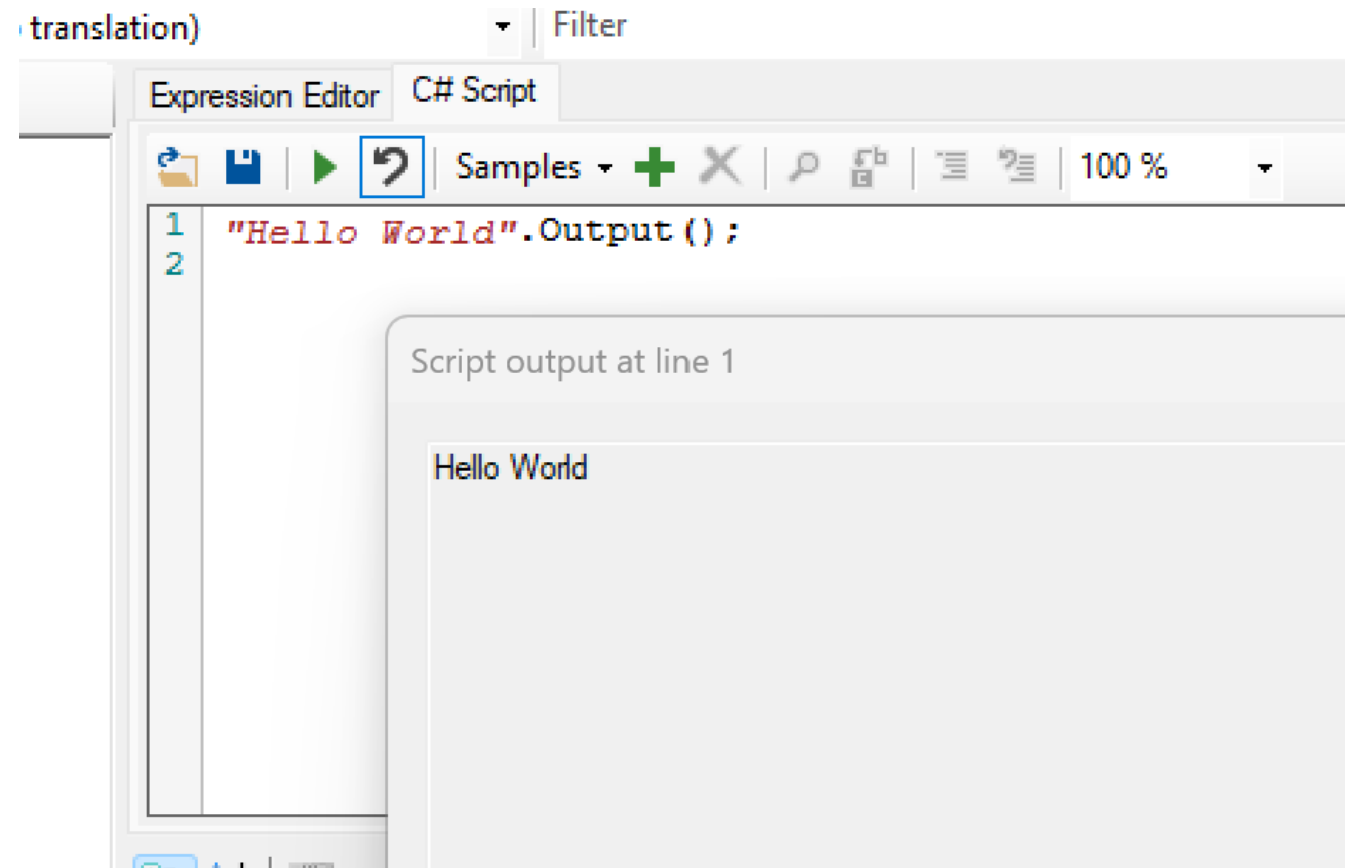 translation) Filter
Expression Editor C# Script
Samples 100 %
1 "Hello World".Output();
2
Script output at line 1
Hello World